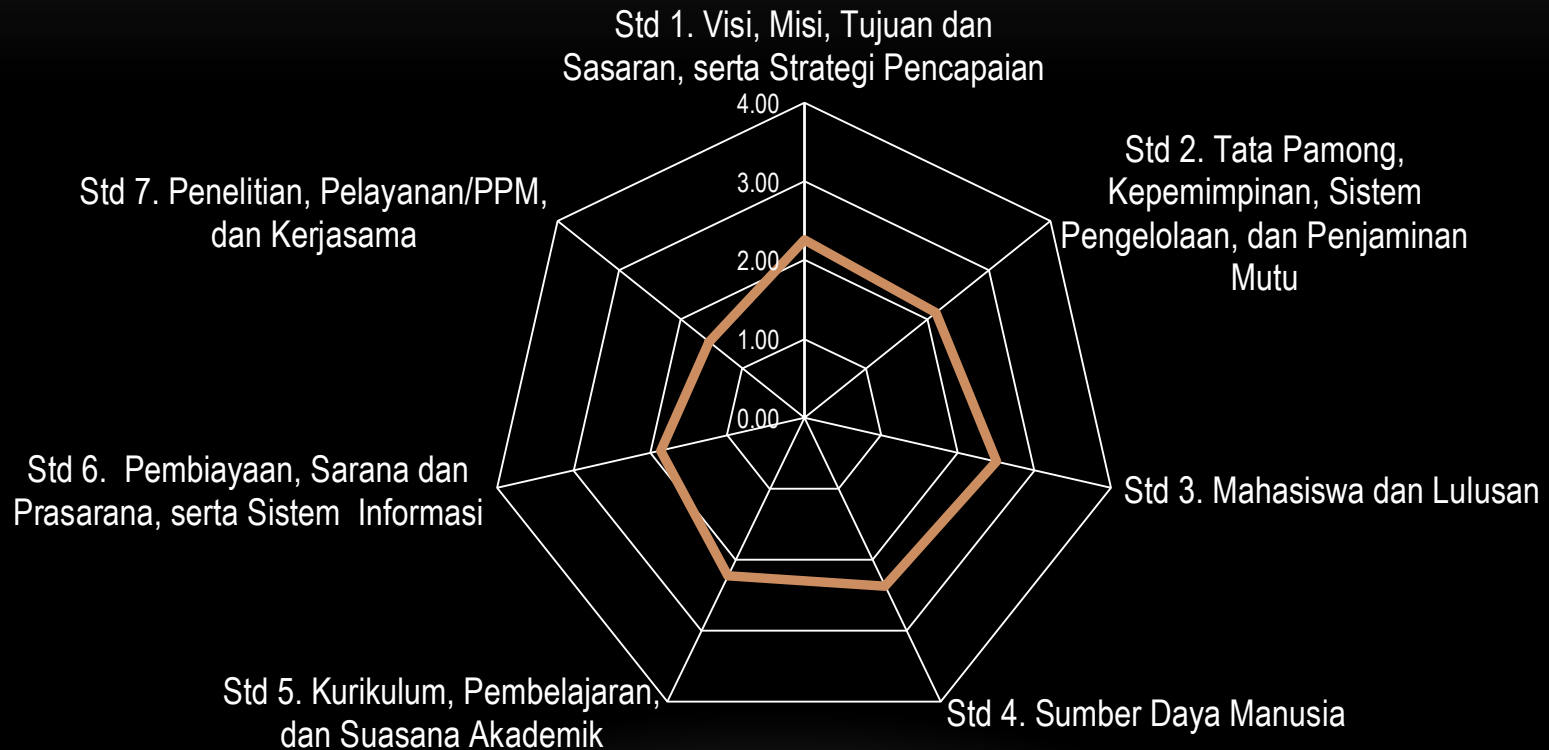 Std 1. Visi, Misi, Tujuan dan
Sasaran, serta Strategi Pencapaian
4.00
3.00
2.00
1.00
0.00
Std 2. Tata Pamong,
Kepemimpinan, Sistem
Pengelolaan, dan Penjaminan
Mutu
Std 3. Mahasiswa dan Lulusan
Std 4. Sumber Daya Manusia
Std 5. Kurikulum, Pembelajaran,
dan Suasana Akademik
Std 6. Pembiayaan, Sarana dan
Prasarana, serta Sistem Informasi
Std 7. Penelitian, Pelayanan/PPM,
dan Kerjasama